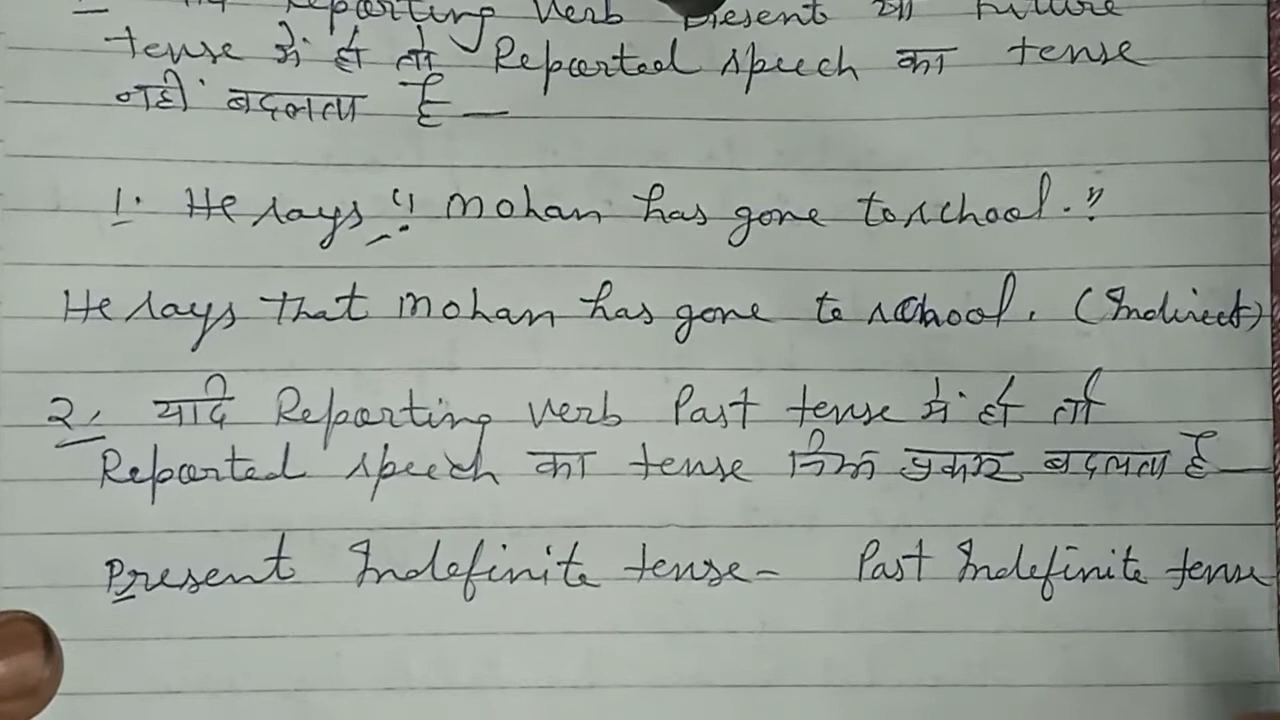 Reporting Verb Present या Future
tense में हो तो Reported speech का tense
नहीं बदलता है —
1. He says, "Mohan has gone to school."
He says that Mohan has gone to school. (Indirect)
2. यदि Reporting Verb Past tense में हो तो
Reported speech का tense निम्न प्रकार बदलता है —
Present Indefinite tense - Past Indefinite tense